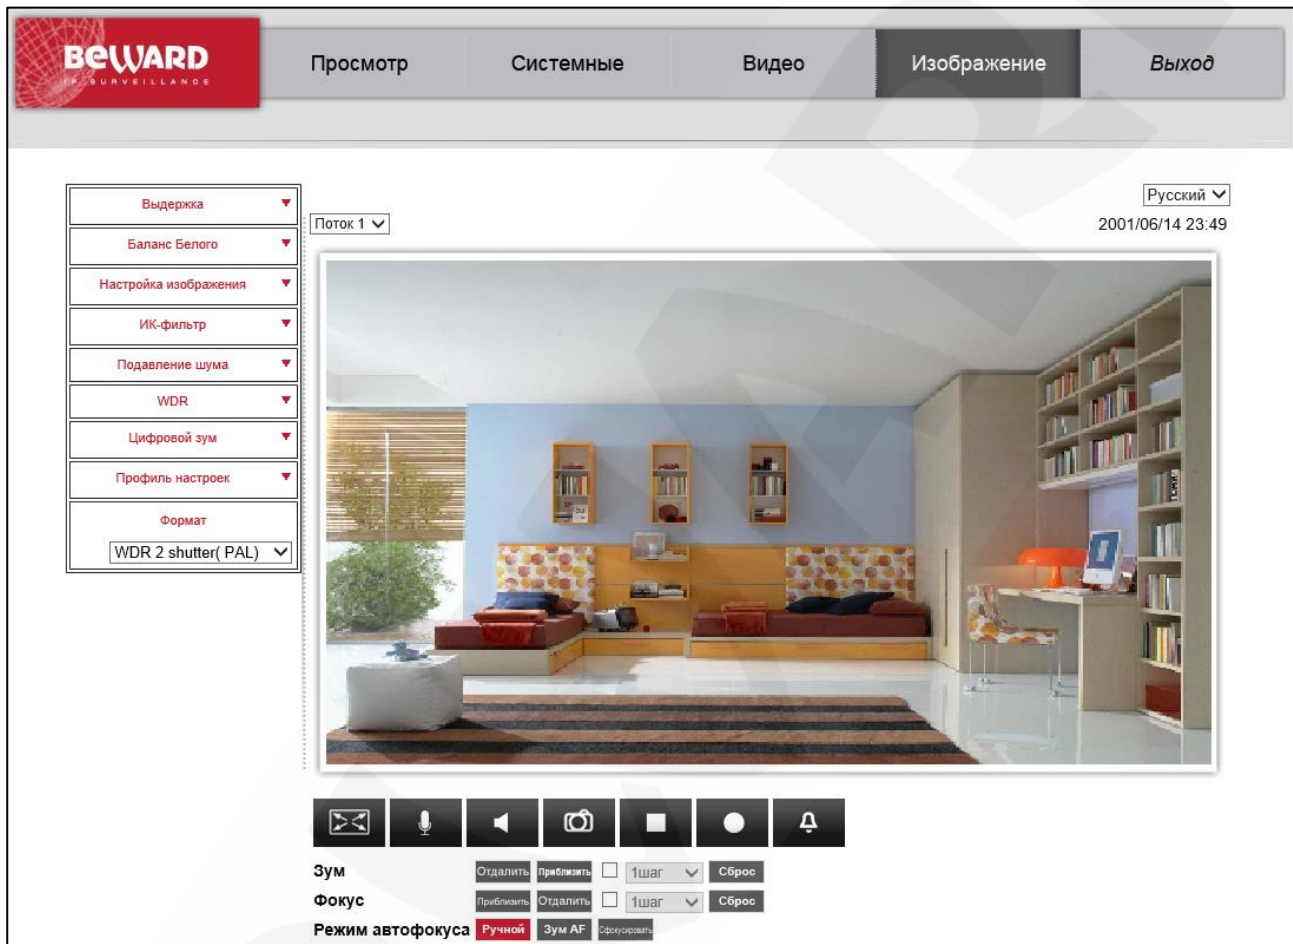 BEWARD
IP SURVEILLANCE
Просмотр Системные Видео Изображение Выход
Русский
Поток 1 2001/06/14 23:49
Выдержка
Баланс Белого
Настройка изображения
ИК-фильтр
Подавление шума
WDR
Цифровой зум
Профиль настроек
Формат
WDR 2 shutter( PAL)
Зум Отдалить Приблизить 1шаг Сброс
Фокус Приблизить Отдалить 1шаг Сброс
Режим автофокуса Ручной Зум AF Сфокусировать